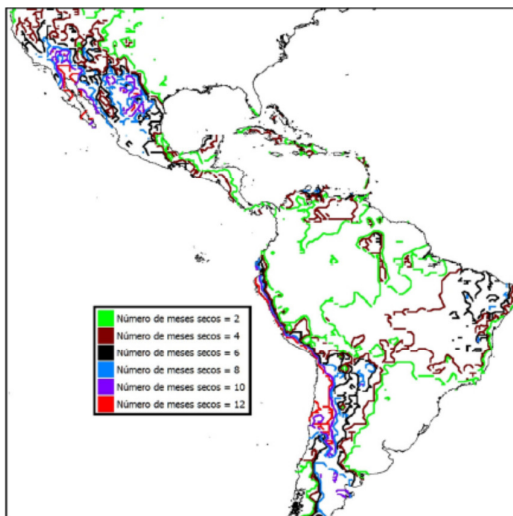 Número de meses secos = 2
Número de meses secos = 4
Número de meses secos = 6
Número de meses secos = 8
Número de meses secos = 10
Número de meses secos = 12